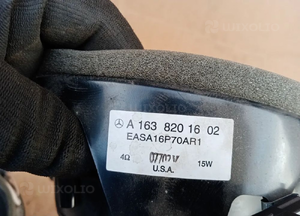 A 163 820 16 02
EASA16P70AR1
4Ω 15W
U.S.A.